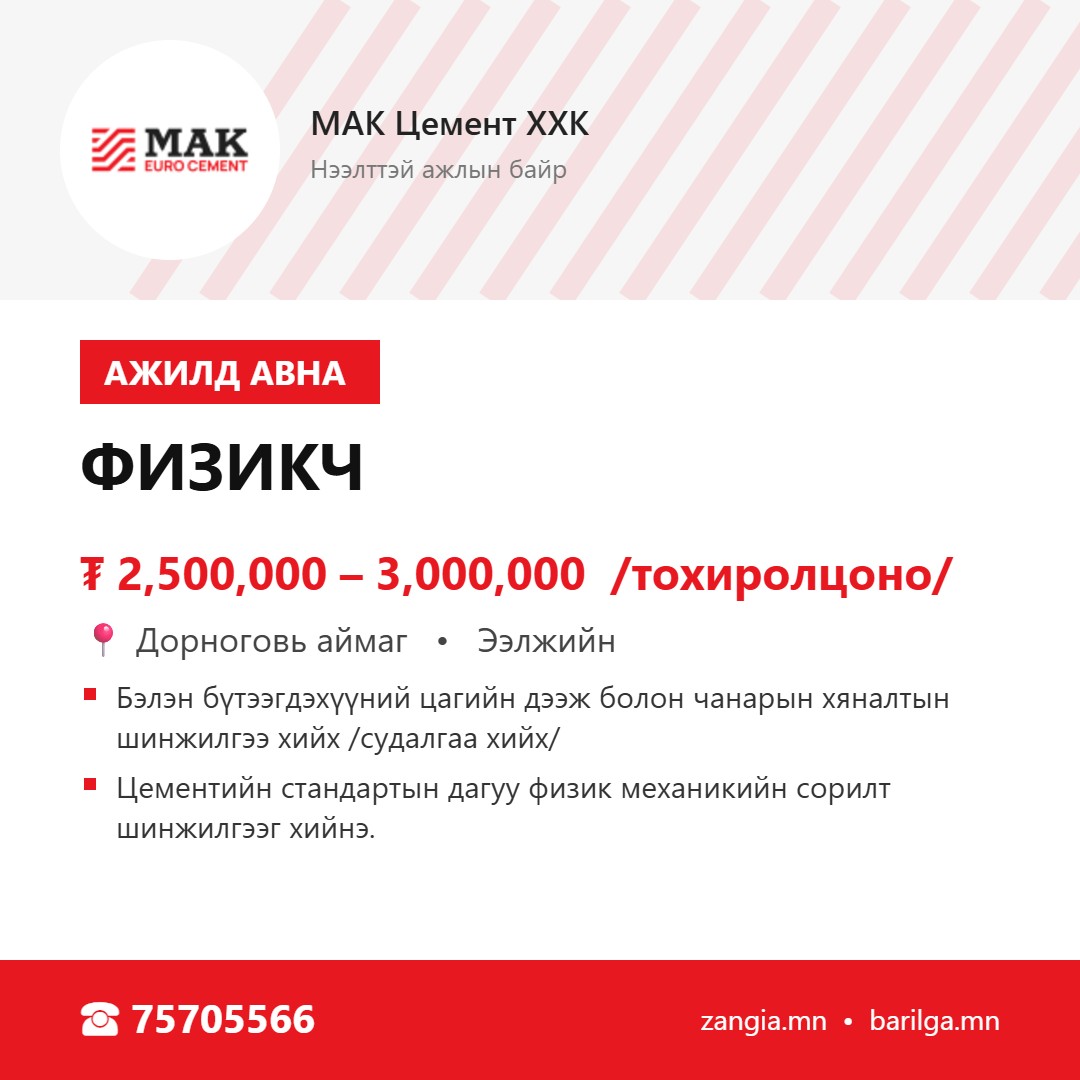 МАК
EURO CEMENT
МАК Цемент ХХК
Нээлттэй ажлын байр
АЖИЛД АВНА
ФИЗИКЧ
₮ 2,500,000 – 3,000,000 /тохиролцоно/
Дорноговь аймаг • Ээлжийн
Бэлэн бүтээгдэхүүний цагийн дээж болон чанарын хяналтын
шинжилгээ хийх /судалгаа хийх/
Цементийн стандартын дагуу физик механикийн сорилт
шинжилгээг хийнэ.
☎ 75705566
zangia.mn • barilga.mn